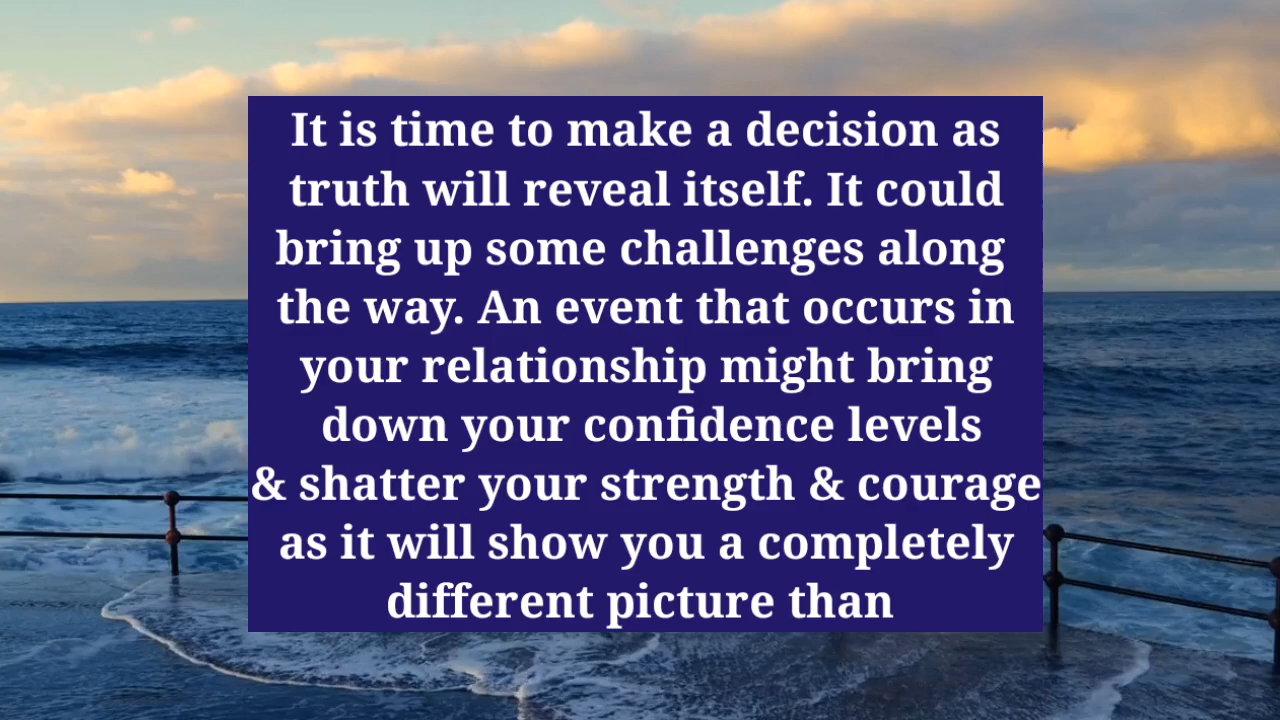 It is time to make a decision as
truth will reveal itself. It could
bring up some challenges along
the way. An event that occurs in
your relationship might bring
down your confidence levels
& shatter your strength & courage
as it will show you a completely
different picture than